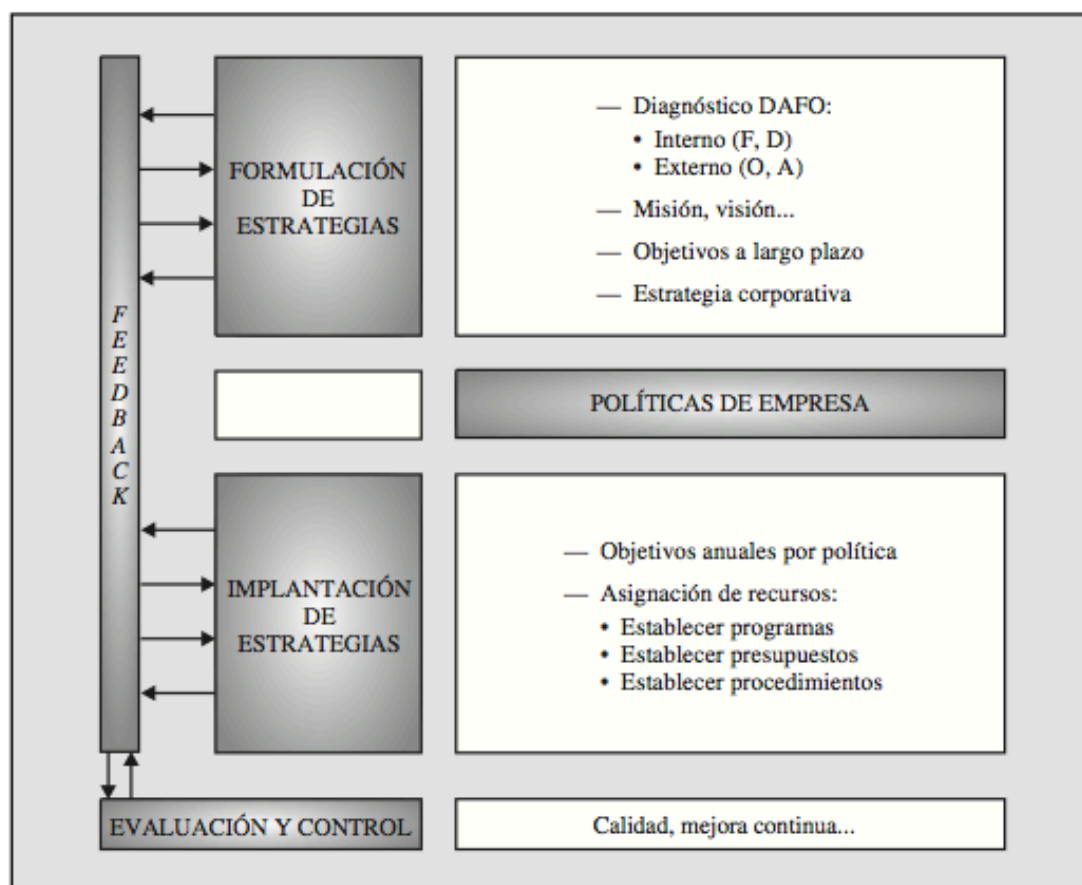 FEEDBACK
FORMULACIÓN
DE
ESTRATEGIAS
— Diagnóstico DAFO:
• Interno (F, D)
• Externo (O, A)
— Misión, visión...
— Objetivos a largo plazo
— Estrategia corporativa
POLÍTICAS DE EMPRESA
IMPLANTACIÓN
DE
ESTRATEGIAS
— Objetivos anuales por política
— Asignación de recursos:
• Establecer programas
• Establecer presupuestos
• Establecer procedimientos
EVALUACIÓN Y CONTROL
Calidad, mejora continua...